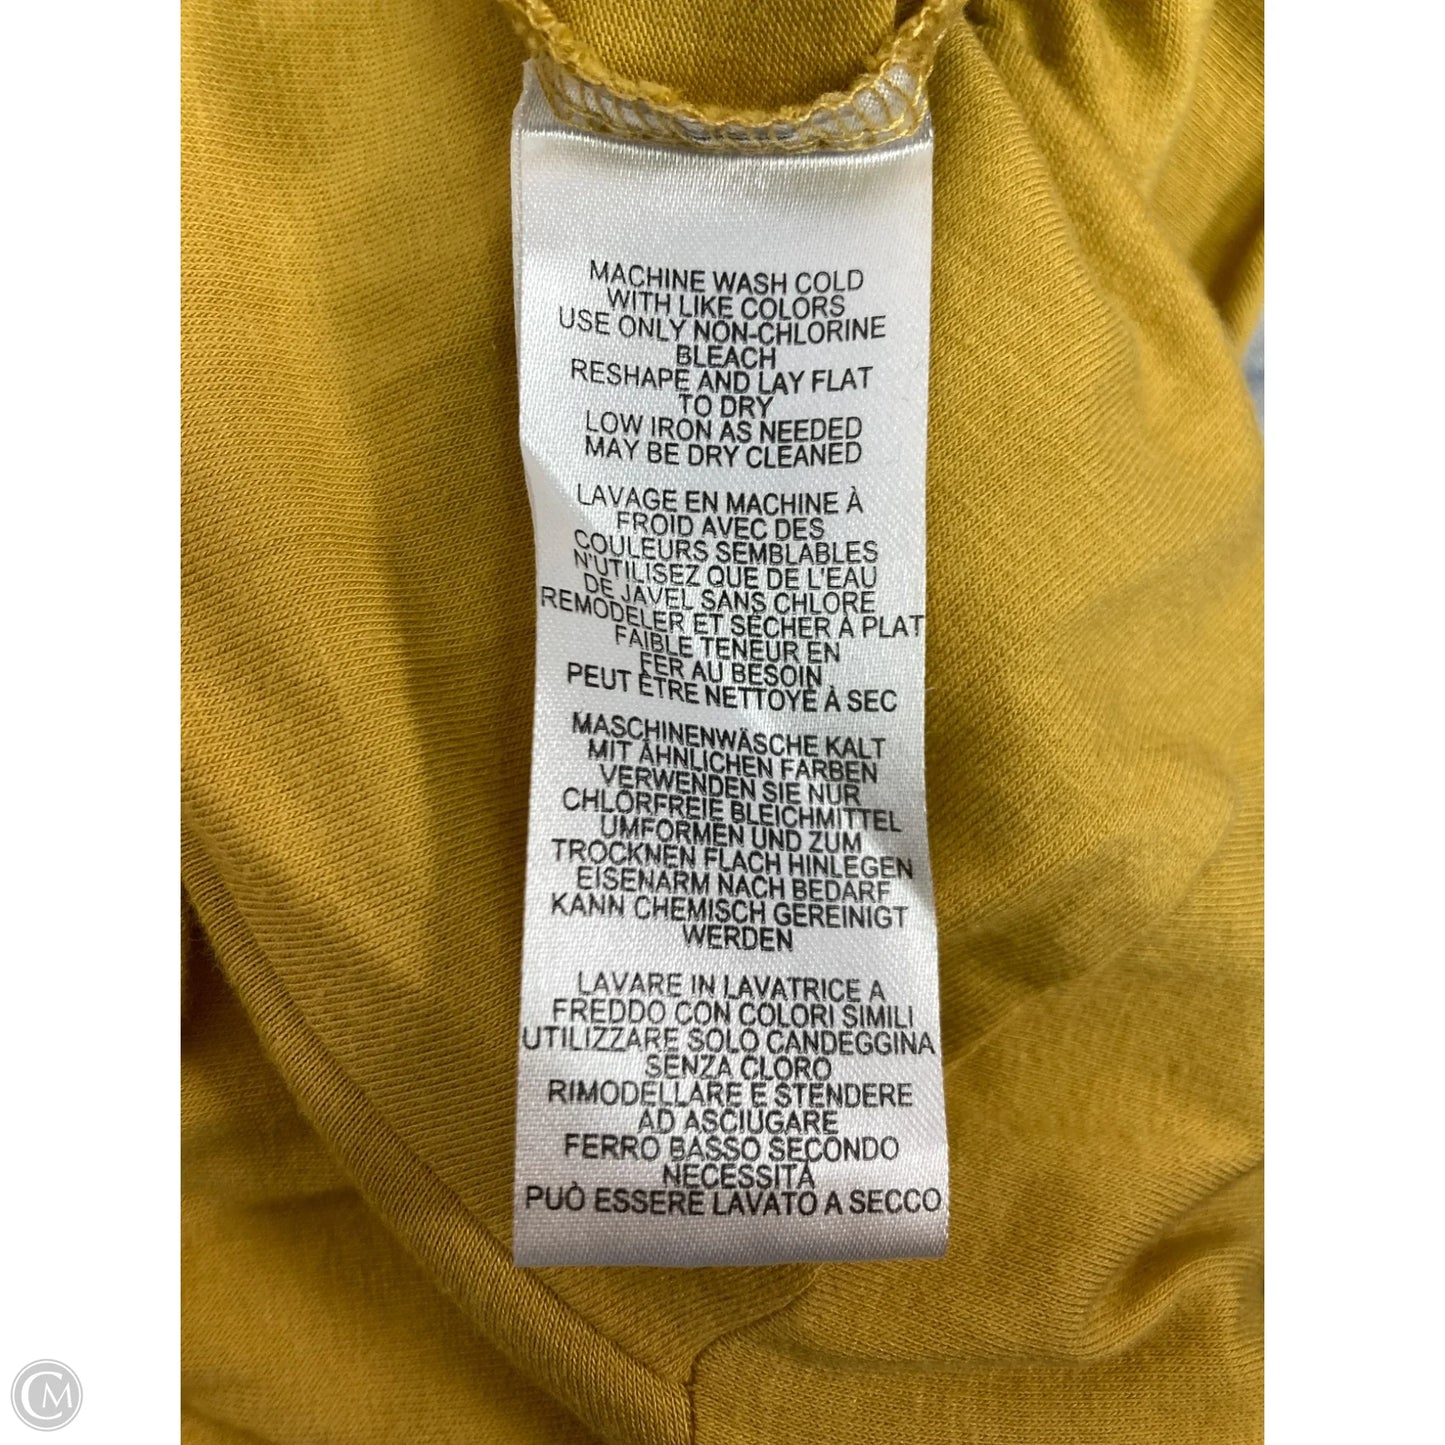 MACHINE WASH COLD
WITH LIKE COLORS
USE ONLY NON-CHLORINE
BLEACH
RESHAPE AND LAY FLAT
TO DRY
LOW IRON AS NEEDED
MAY BE DRY CLEANED
LAVAGE EN MACHINE À
FROID AVEC DES
COULEURS SEMBLABLES
N'UTILISEZ QUE DE L'EAU
DE JAVEL SANS CHLORE
REMODELER ET SÉCHER À PLAT
FAIBLE TENEUR EN
FER AU BESOIN
PEUT ÊTRE NETTOYÉ À SEC
MASCHINENWÄSCHE KALT
MIT ÄHNLICHEN FARBEN
VERWENDEN SIE NUR
CHLORFREIE BLEICHMITTEL
UMFORMEN UND ZUM
TROCKNEN FLACH HINLEGEN
EISENARM NACH BEDARF
KANN CHEMISCH GEREINIGT
WERDEN
LAVARE IN LAVATRICE A
FREDDO CON COLORI SIMILI
UTILIZZARE SOLO CANDEGGINA
SENZA CLORO
RIMODELLARE E STENDERE
AD ASCIUGARE
FERRO BASSO SECONDO
NECESSITÀ
PUÒ ESSERE LAVATO A SECCO
CM